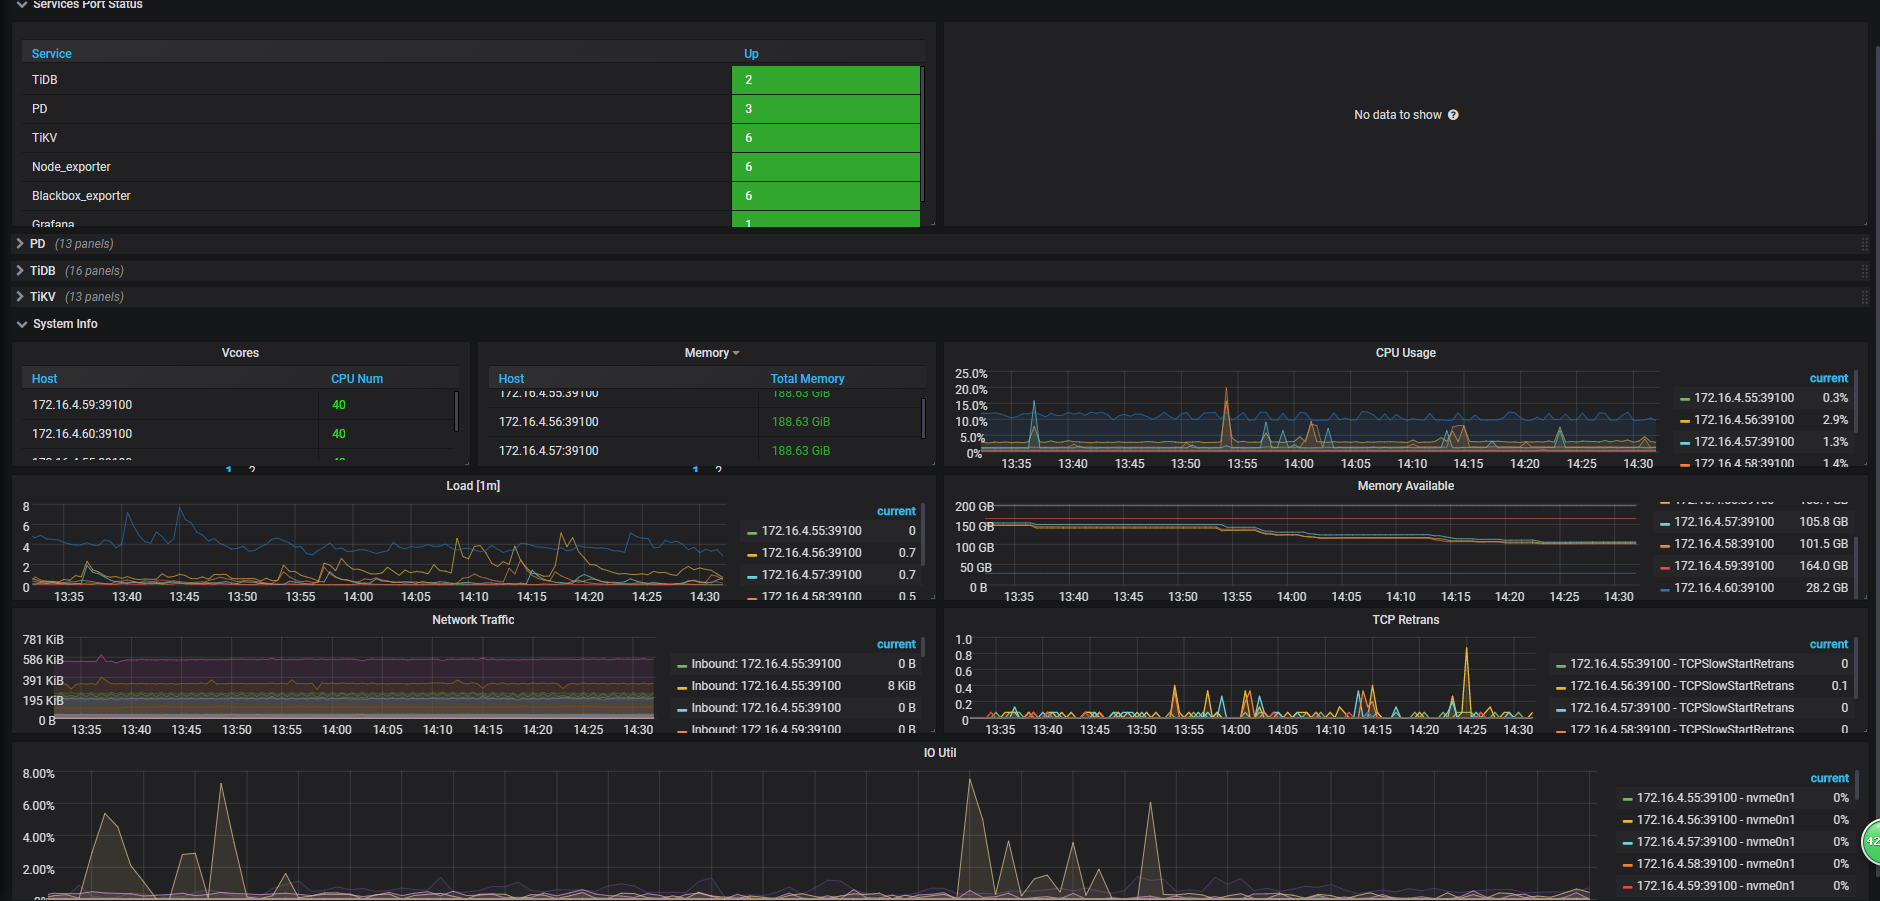 Services Port Status
Service Up
TiDB 2
PD 3
TiKV 6
Node_exporter 6
Blackbox_exporter 6
Grafana 1
No data to show
PD (13 panels)
TiDB (16 panels)
TiKV (13 panels)
System Info
Vcores
Host CPU Num
172.16.4.59:39100 40
172.16.4.60:39100 40
1 2
Memory
Host Total Memory
172.16.4.55:39100 188.63 GiB
172.16.4.56:39100 188.63 GiB
172.16.4.57:39100 188.63 GiB
1 2
CPU Usage
25.0%
20.0%
15.0%
10.0%
5.0%
0%
13:35 13:40 13:45 13:50 13:55 14:00 14:05 14:10 14:15 14:20 14:25 14:30
current
172.16.4.55:39100 0.3%
172.16.4.56:39100 2.9%
172.16.4.57:39100 1.3%
172.16.4.58:39100 1.4%
Load [1m]
8
6
4
2
0
13:35 13:40 13:45 13:50 13:55 14:00 14:05 14:10 14:15 14:20 14:25 14:30
current
172.16.4.55:39100 0
172.16.4.56:39100 0.7
172.16.4.57:39100 0.7
172.16.4.58:39100 0.5
Memory Available
200 GB
150 GB
100 GB
50 GB
0 B
13:35 13:40 13:45 13:50 13:55 14:00 14:05 14:10 14:15 14:20 14:25 14:30
172.16.4.57:39100 105.8 GB
172.16.4.58:39100 101.5 GB
172.16.4.59:39100 164.0 GB
172.16.4.60:39100 28.2 GB
Network Traffic
781 KiB
586 KiB
391 KiB
195 KiB
0 B
13:35 13:40 13:45 13:50 13:55 14:00 14:05 14:10 14:15 14:20 14:25 14:30
current
Inbound: 172.16.4.55:39100 0 B
Inbound: 172.16.4.55:39100 8 KiB
Inbound: 172.16.4.55:39100 0 B
Inbound: 172.16.4.59:39100 0 B
TCP Retrans
1.0
0.8
0.6
0.4
0.2
0
13:35 13:40 13:45 13:50 13:55 14:00 14:05 14:10 14:15 14:20 14:25 14:30
current
172.16.4.55:39100 - TCPSlowStartRetrans 0
172.16.4.56:39100 - TCPSlowStartRetrans 0.1
172.16.4.57:39100 - TCPSlowStartRetrans 0
172.16.4.58:39100 - TCPSlowStartRetrans 0
IO Util
8.00%
6.00%
4.00%
2.00%
0%
current
172.16.4.55:39100 - nvme0n1 0%
172.16.4.56:39100 - nvme0n1 0%
172.16.4.57:39100 - nvme0n1 0%
172.16.4.58:39100 - nvme0n1 0%
172.16.4.59:39100 - nvme0n1 0%